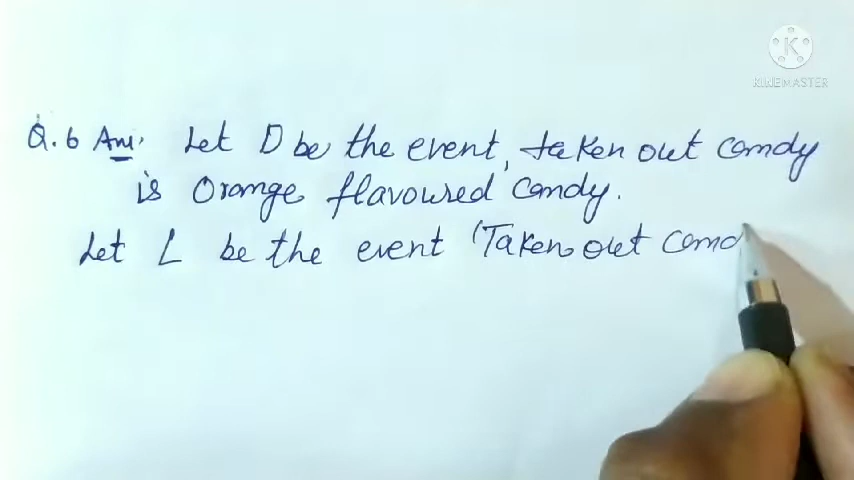 K
KINEMASTER
Q.6 Ans. Let O be the event, taken out candy
is Orange flavoured candy.
Let L be the event 'Taken out cand